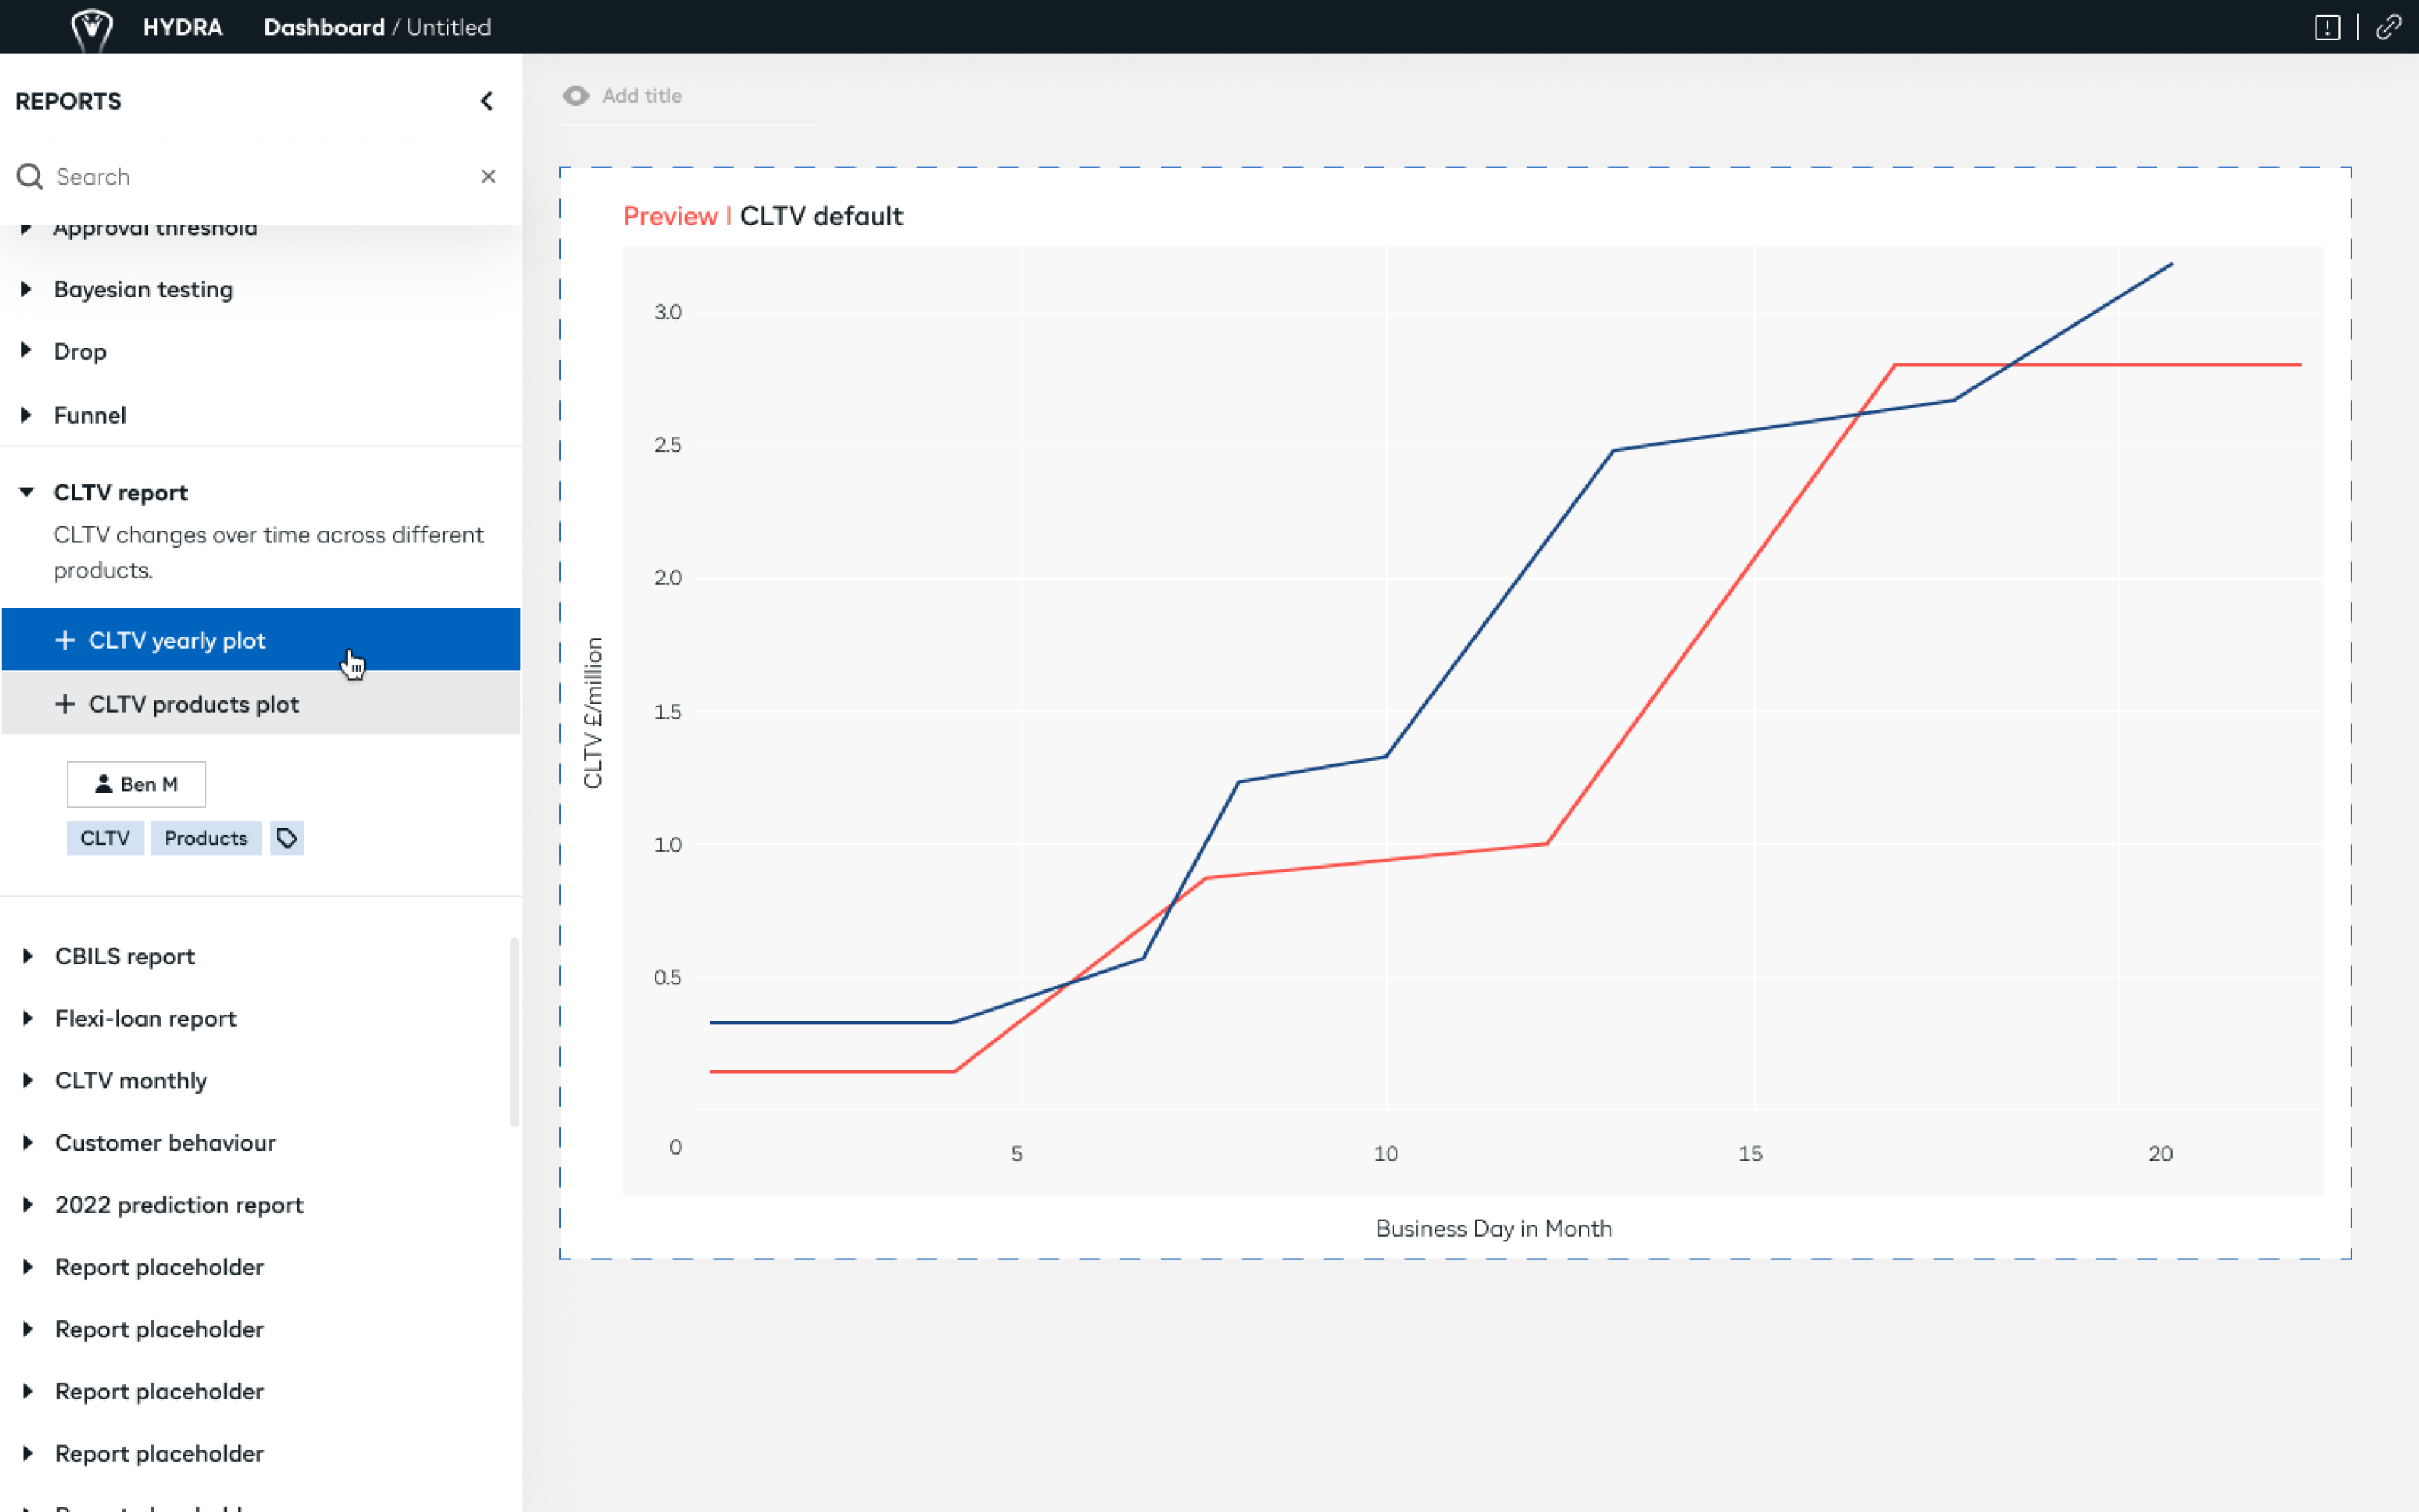 HYDRA
Dashboard / Untitled
REPORTS
Search
Approval threshold
Bayesian testing
Drop
Funnel
CLTV report
CLTV changes over time across different
products.
CLTV yearly plot
CLTV products plot
Ben M
CLTV
Products
CBILS report
Flexi-loan report
CLTV monthly
Customer behaviour
2022 prediction report
Report placeholder
Report placeholder
Report placeholder
Report placeholder
Add title
Preview | CLTV default
3.0
2.5
2.0
1.5
1.0
0.5
0
CLTV £/million
5
10
15
20
Business Day in Month